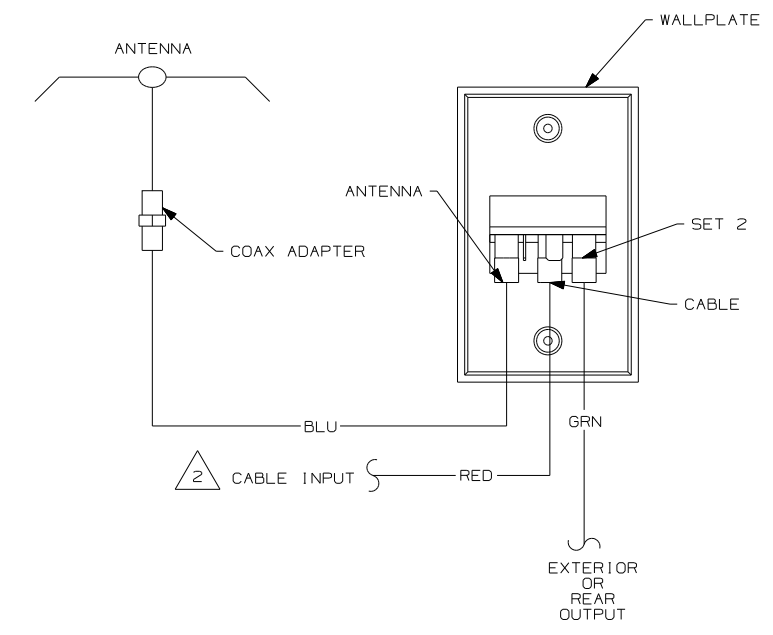 WALLPLATE
ANTENNA
ANTENNA
SET 2
COAX ADAPTER
CABLE
BLU
GRN
2
CABLE INPUT
RED
EXTERIOR
OR
REAR
OUTPUT